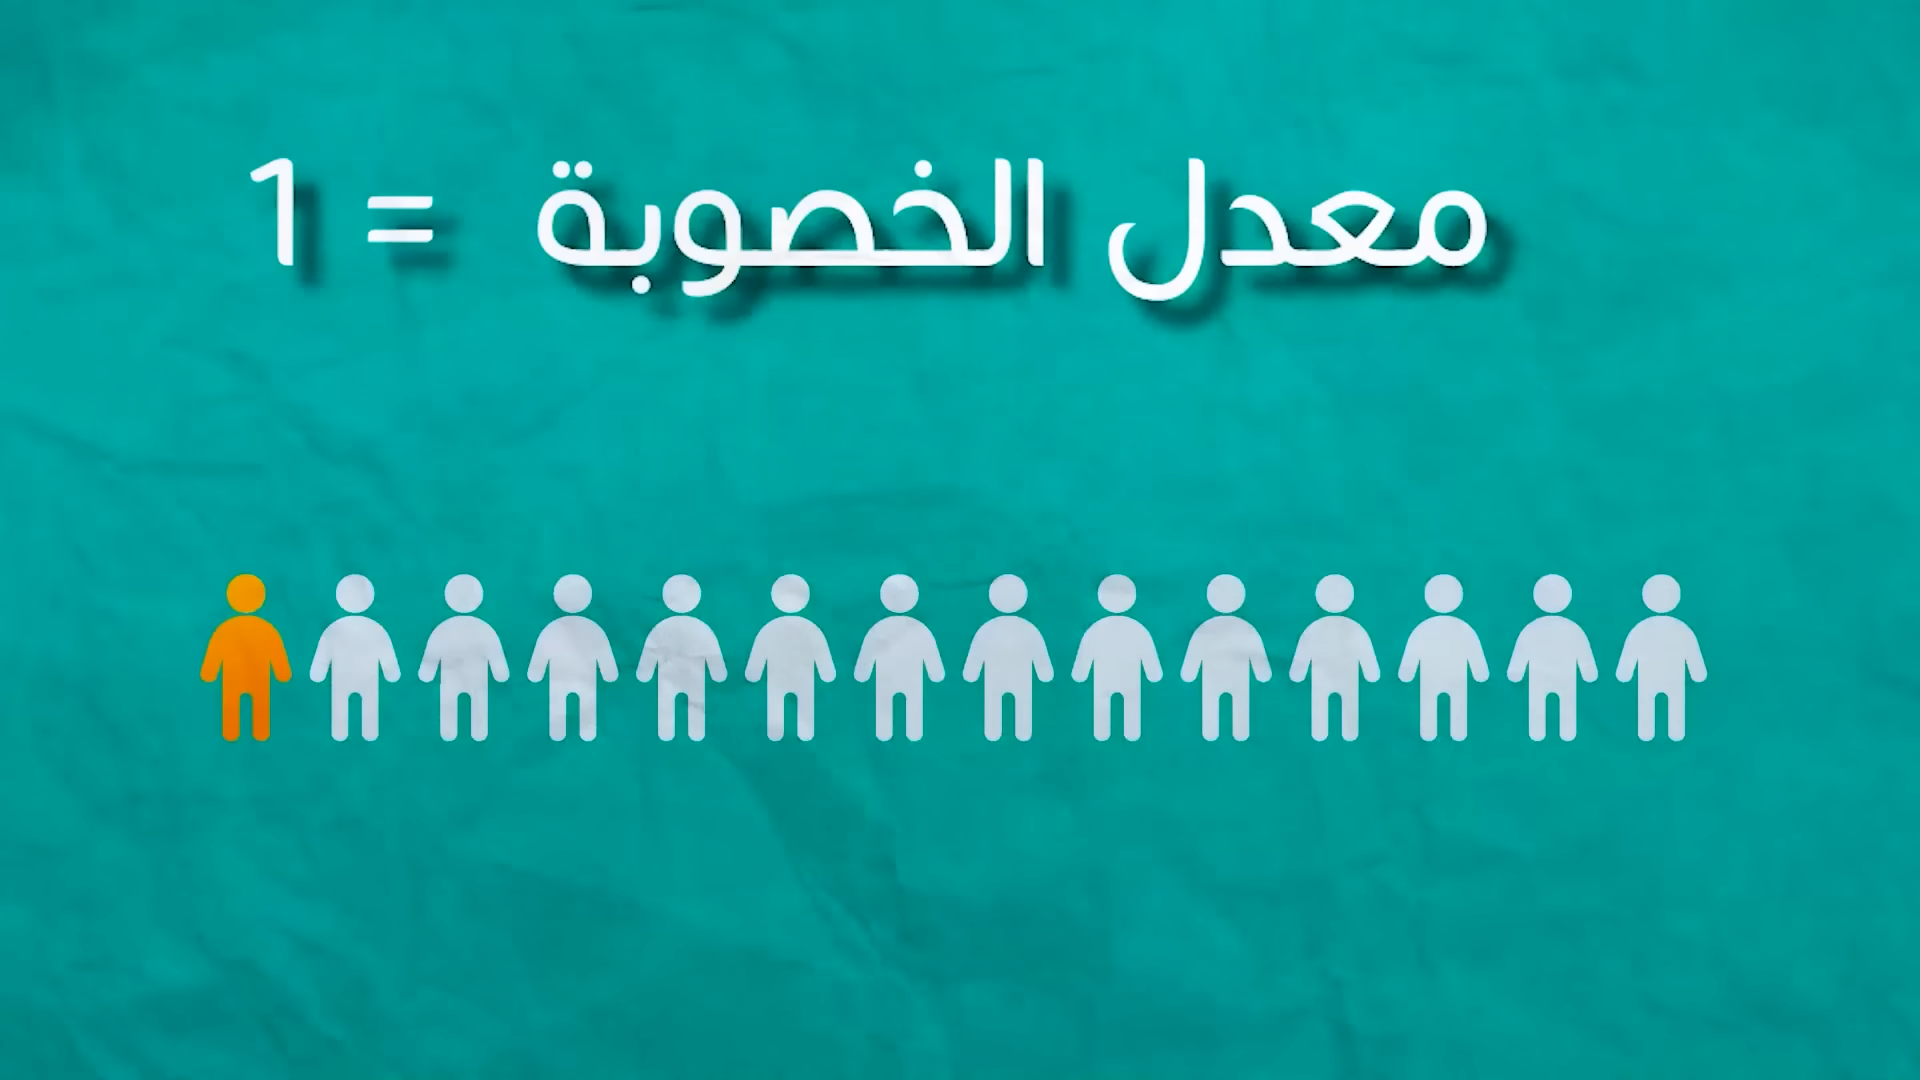 معدل الخصوبة = 1